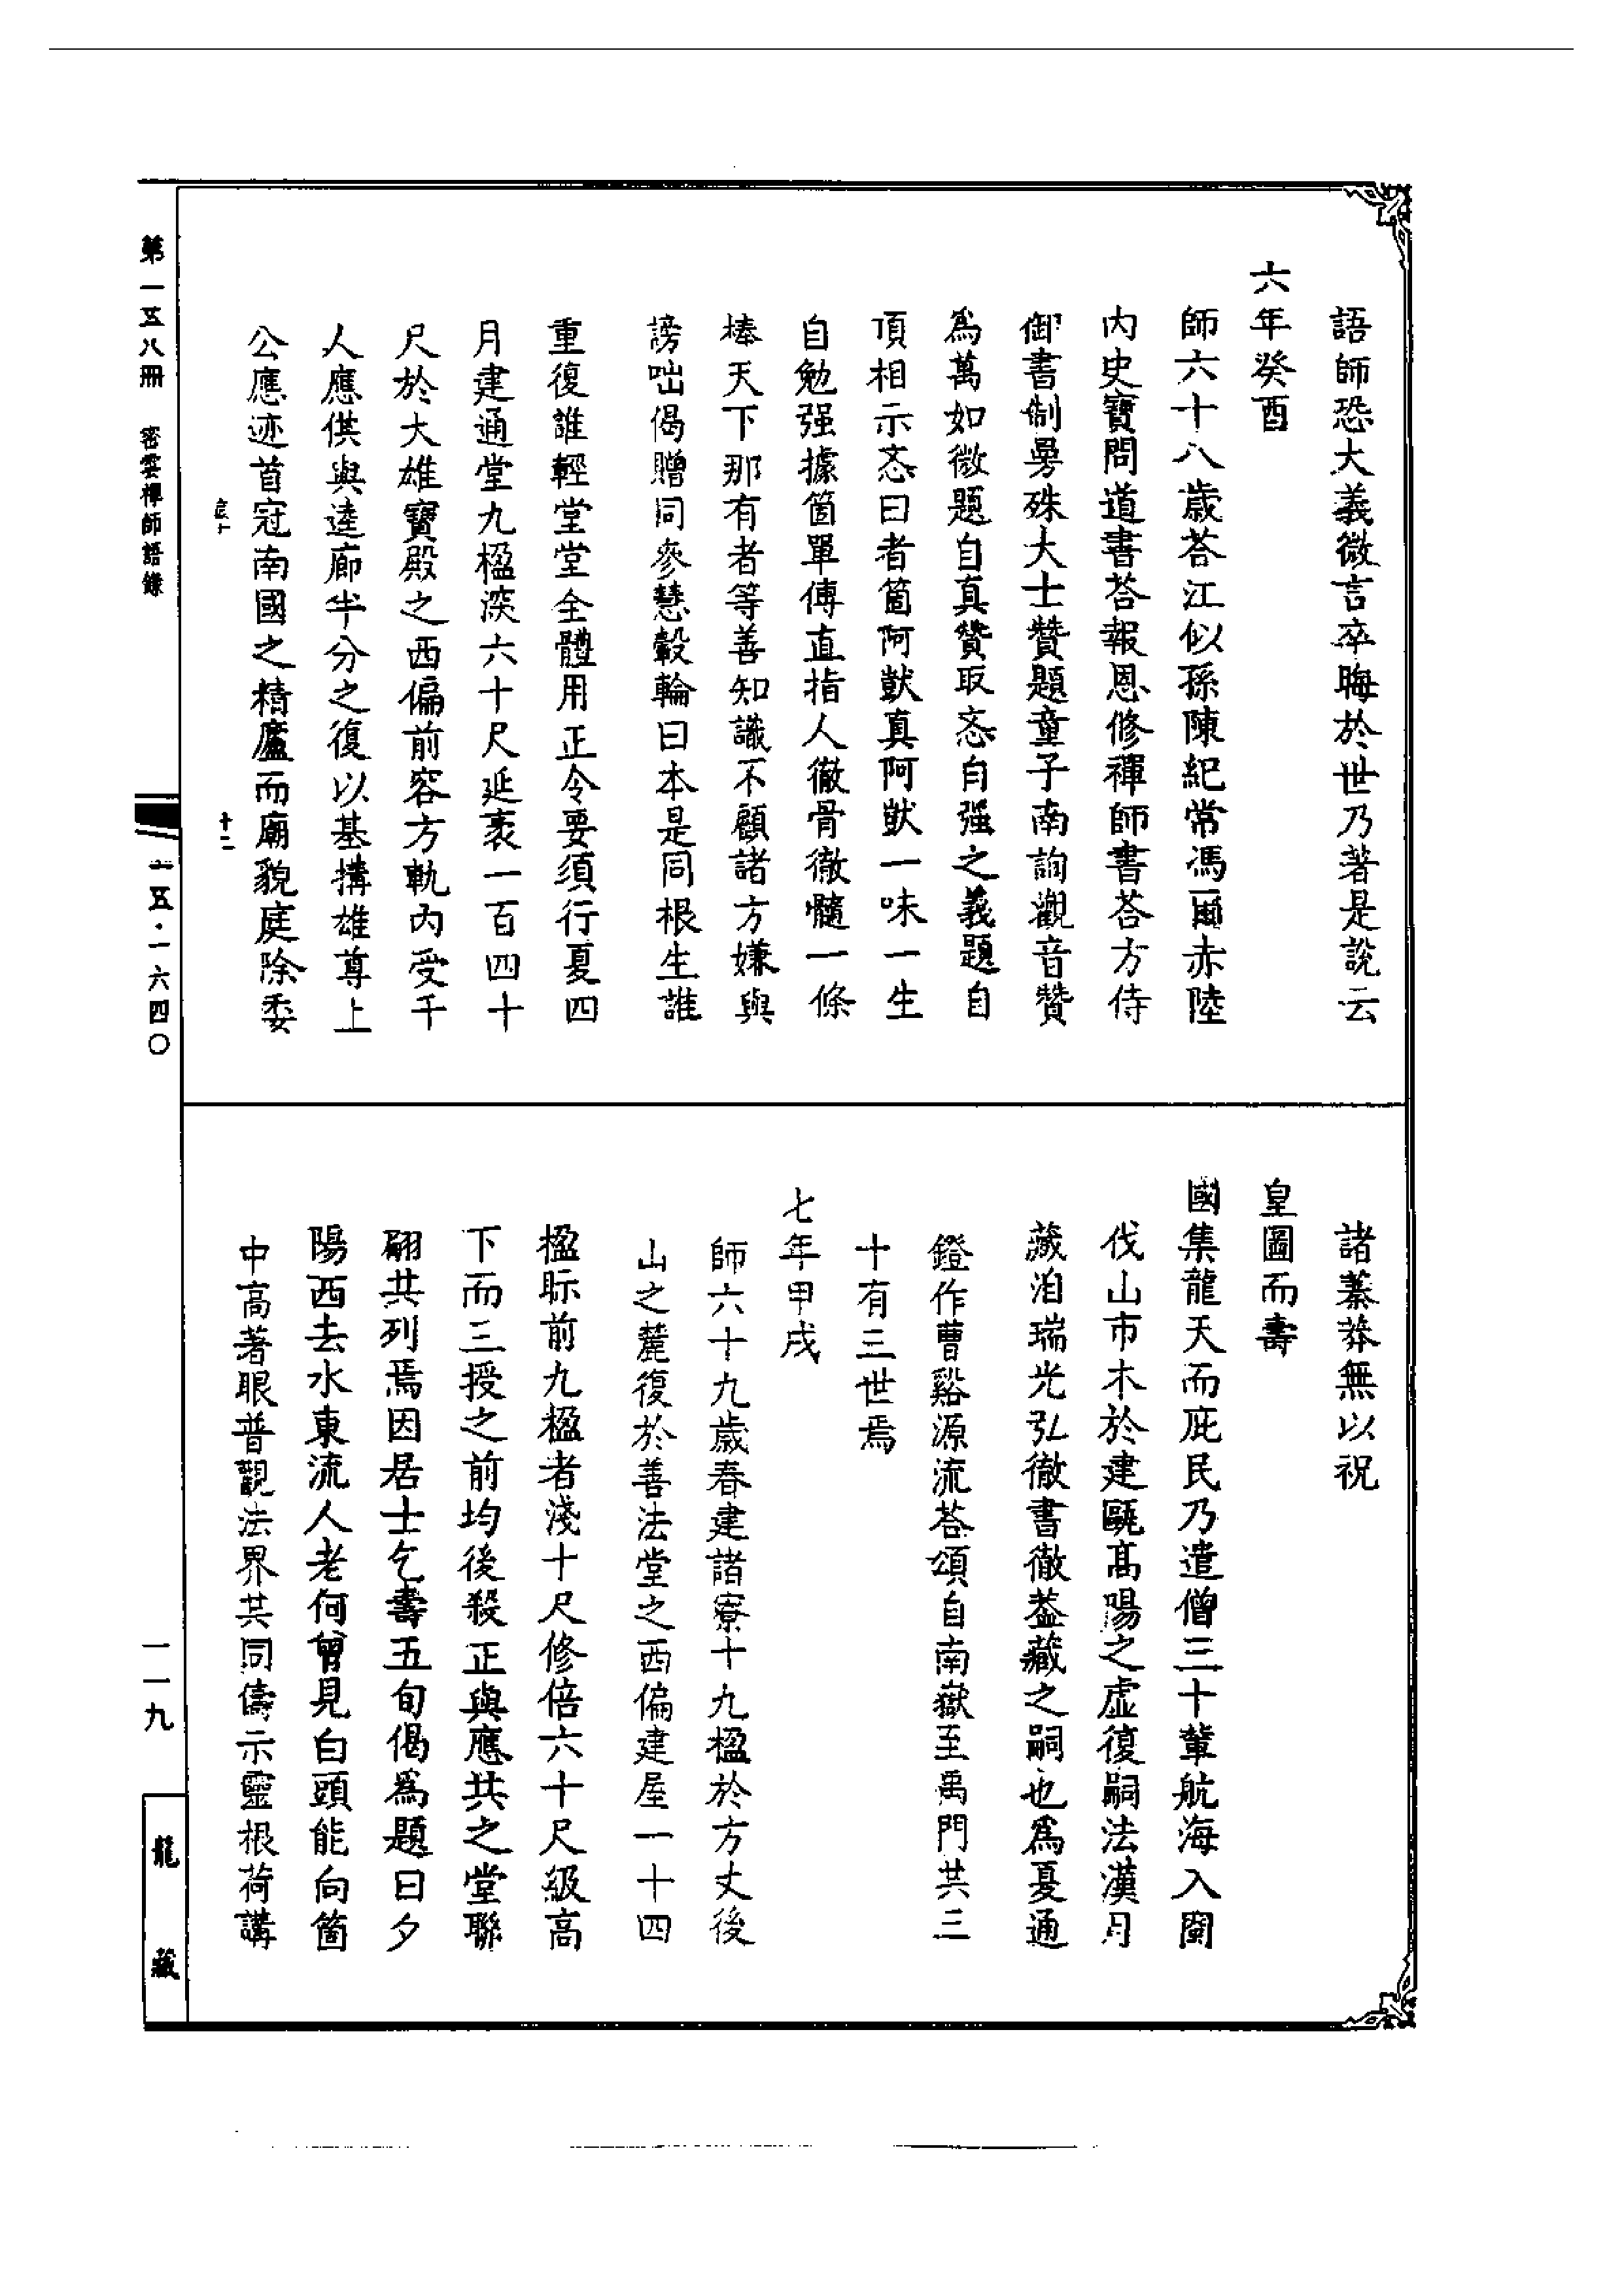 語師恐大義微言卒晦於世乃著是說云
六年癸酉
師六十八歲荅江似孫陳紀常馮爾赤陸
內史寶問道書荅報恩修禪師書荅方侍
御書制昜殊大士贊題童子南詢觀音贊
為萬如微題自真贊取忞自强之義題自
頂相示忞曰者箇阿獃真阿獃一味一生
自勉强據箇單傳直指人徹骨徹髓一條
棒天下那有者等善知識不顧諸方嫌與
謗咄偈贈同參慧轂輪曰本是同根生誰
重復誰輕堂堂全體用正令要須行夏四
月建通堂九楹深六十尺延袤一百四十
尺於大雄寶殿之西偏前容方軌內受千
人應供與逵廊半分之復以基搆雄尊上
公應迹首冠南國之精廬而廟貌庭除委
諸蓁莽無以祝
皇圖而壽
國集龍天而庇民乃遣僧三十輩航海入閩
伐山市木於建甌高陽之虛復嗣法漢月
藏洎瑞光弘徹書徹葢藏之嗣也為憂通
鐙作曹谿源流荅頌自南嶽至禹門共三
十有三世焉
七年甲戌
師六十九歲春建諸寮十九楹於方丈後
山之麓復於善法堂之西偏建屋一十四
楹眎前九楹者淺十尺修倍六十尺級高
下而三授之前均後殺正與應共之堂聯
翩共列焉因居士乞壽五旬偈為題曰夕
陽西去水東流人老何曾見白頭能向箇
中高著眼普觀法界共同儔示靈根荷講
第一五八冊 密雲禪師語錄
十二
一五·一六四〇
一一九
龍藏